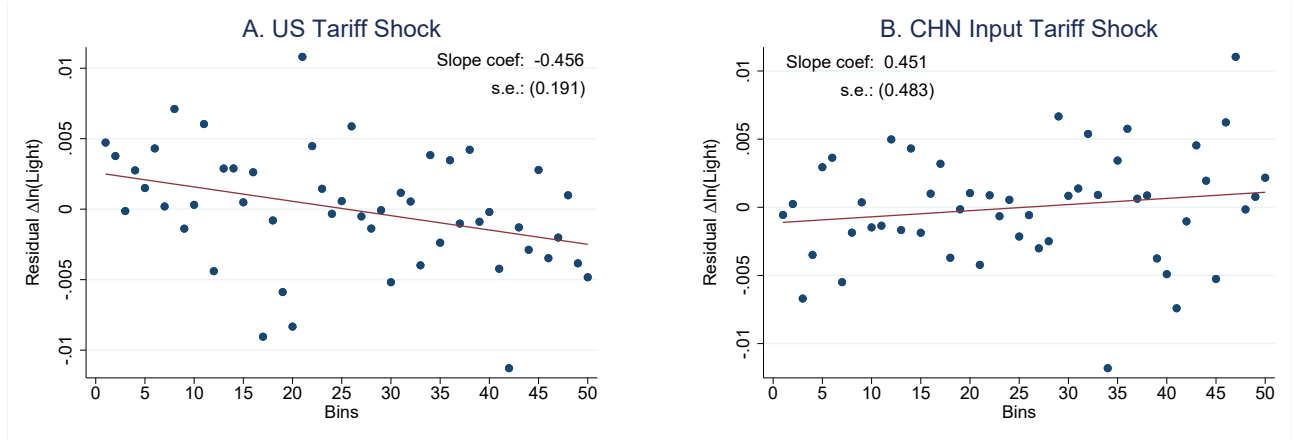 A. US Tariff Shock
Slope coef: -0.456
s.e.: (0.191)
Residual Δln(Light)
.01
.005
0
-.005
-.01
0 5 10 15 20 25 30 35 40 45 50
Bins
B. CHN Input Tariff Shock
Slope coef: 0.451
s.e.: (0.483)
Residual Δln(Light)
.01
.005
0
-.005
-.01
0 5 10 15 20 25 30 35 40 45 50
Bins